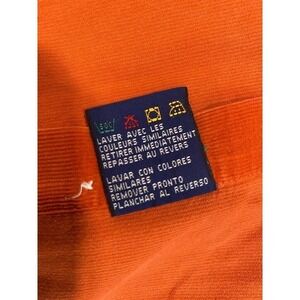 LAVER AVEC LES
COULEURS SIMILAIRES
RETIRER IMMEDIATEMENT
REPASSER AU REVERS
LAVAR CON COLORES
SIMILARES
REMOVER PRONTO
PLANCHAR AL REVERSO